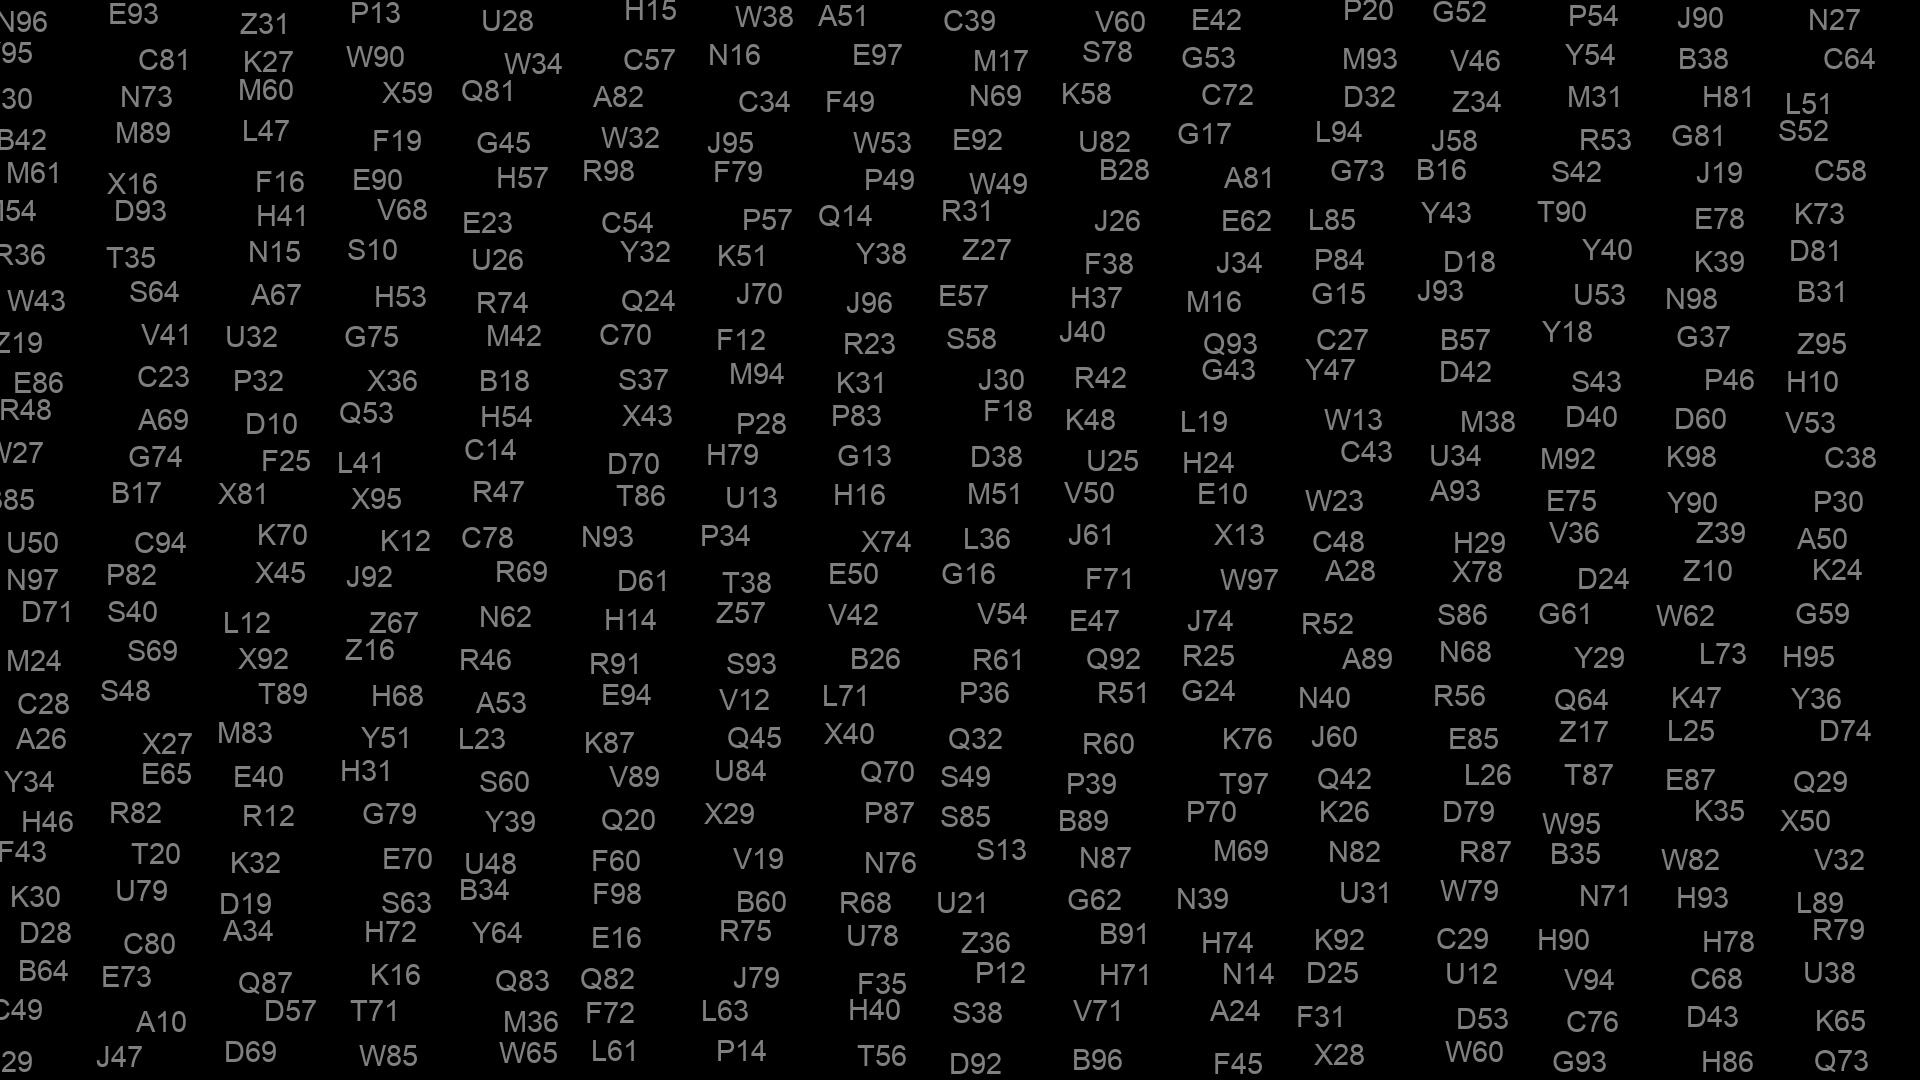 N96 E93 Z31 P13 U28 H15 W38 A51 C39 V60 E42 P20 G52 P54 J90 N27
95 C81 K27 W90 W34 C57 N16 E97 M17 S78 G53 M93 V46 Y54 B38 C64
30 N73 M60 X59 Q81 A82 C34 F49 N69 K58 C72 D32 Z34 M31 H81 L51
B42 M89 L47 F19 G45 W32 J95 W53 E92 U82 G17 L94 J58 R53 G81 S52
M61 X16 F16 E90 H57 R98 F79 P49 W49 B28 A81 G73 B16 S42 J19 C58
54 D93 H41 V68 E23 C54 P57 Q14 R31 J26 E62 L85 Y43 T90 E78 K73
R36 T35 N15 S10 U26 Y32 K51 Y38 Z27 F38 J34 P84 D18 Y40 K39 D81
W43 S64 A67 H53 R74 Q24 J70 J96 E57 H37 M16 G15 J93 U53 N98 B31
Z19 V41 U32 G75 M42 C70 F12 R23 S58 J40 Q93 C27 B57 Y18 G37 Z95
E86 C23 P32 X36 B18 S37 M94 K31 J30 R42 G43 Y47 D42 S43 P46 H10
R48 A69 D10 Q53 H54 X43 P28 P83 F18 K48 L19 W13 M38 D40 D60 V53
W27 G74 F25 L41 C14 D70 H79 G13 D38 U25 H24 C43 U34 M92 K98 C38
85 B17 X81 X95 R47 T86 U13 H16 M51 V50 E10 W23 A93 E75 Y90 P30
U50 C94 K70 K12 C78 N93 P34 X74 L36 J61 X13 C48 H29 V36 Z39 A50
N97 P82 X45 J92 R69 D61 T38 E50 G16 F71 W97 A28 X78 D24 Z10 K24
D71 S40 L12 Z67 N62 H14 Z57 V42 V54 E47 J74 R52 S86 G61 W62 G59
M24 S69 X92 Z16 R46 R91 S93 B26 R61 Q92 R25 A89 N68 Y29 L73 H95
C28 S48 T89 H68 A53 E94 V12 L71 P36 R51 G24 N40 R56 Q64 K47 Y36
A26 X27 M83 Y51 L23 K87 Q45 X40 Q32 R60 K76 J60 E85 Z17 L25 D74
Y34 E65 E40 H31 S60 V89 U84 Q70 S49 P39 T97 Q42 L26 T87 E87 Q29
H46 R82 R12 G79 Y39 Q20 X29 P87 S85 B89 P70 K26 D79 W95 K35 X50
F43 T20 K32 E70 U48 F60 V19 N76 S13 N87 M69 N82 R87 B35 W82 V32
K30 U79 D19 S63 B34 F98 B60 R68 U21 G62 N39 U31 W79 N71 H93 L89
D28 C80 A34 H72 Y64 E16 R75 U78 Z36 B91 H74 K92 C29 H90 H78 R79
B64 E73 Q87 K16 Q83 Q82 J79 F35 P12 H71 N14 D25 U12 V94 C68 U38
C49 A10 D57 T71 M36 F72 L63 H40 S38 V71 A24 F31 D53 C76 D43 K65
29 J47 D69 W85 W65 L61 P14 T56 D92 B96 F45 X28 W60 G93 H86 Q73